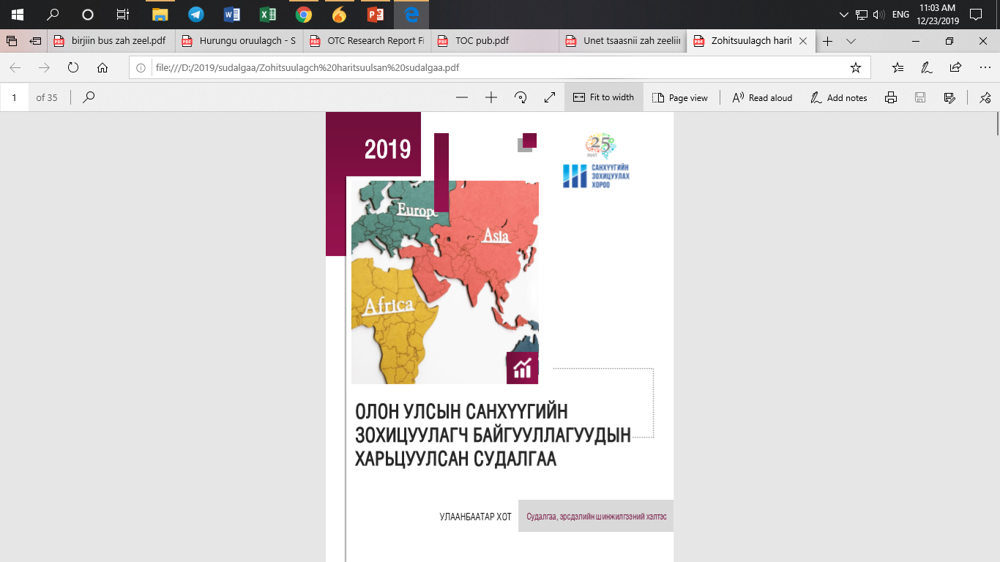 11:03 AM
ENG
12/23/2019
birjiin bus zah zeel.pdf
Hurungu oruulagch - S
OTC Research Report Fi
TOC pub.pdf
Unet tsaasnii zah zeeliin
Zohitsuulagch harit
file:///D:/2019/sudalgaa/Zohitsuulagch%20haritsuulsan%20sudalgaa.pdf
1 of 35
Fit to width
Page view
Read aloud
Add notes
2019
25
ЖИЛ
САНХҮҮГИЙН
ЗОХИЦУУЛАХ
ХОРОО
Europe
Asia
Africa
ОЛОН УЛСЫН САНХҮҮГИЙН
ЗОХИЦУУЛАГЧ БАЙГУУЛЛАГУУДЫН
ХАРЬЦУУЛСАН СУДАЛГАА
УЛААНБААТАР ХОТ
Судалгаа, эрсдэлийн шинжилгээний хэлтэс